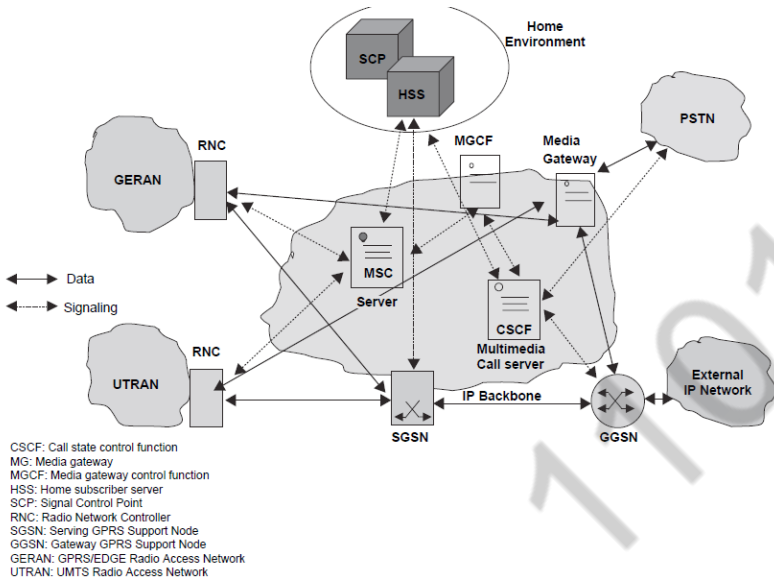 Home
Environment
SCP
HSS
RNC
GERAN
MGCF
Media
Gateway
PSTN
MSC
Server
Data
Signaling
CSCF
Multimedia
Call server
RNC
UTRAN
IP Backbone
SGSN
GGSN
External
IP Network
CSCF: Call state control function
MG: Media gateway
MGCF: Media gateway control function
HSS: Home subscriber server
SCP: Signal Control Point
RNC: Radio Network Controller
SGSN: Serving GPRS Support Node
GGSN: Gateway GPRS Support Node
GERAN: GPRS/EDGE Radio Access Network
UTRAN: UMTS Radio Access Network